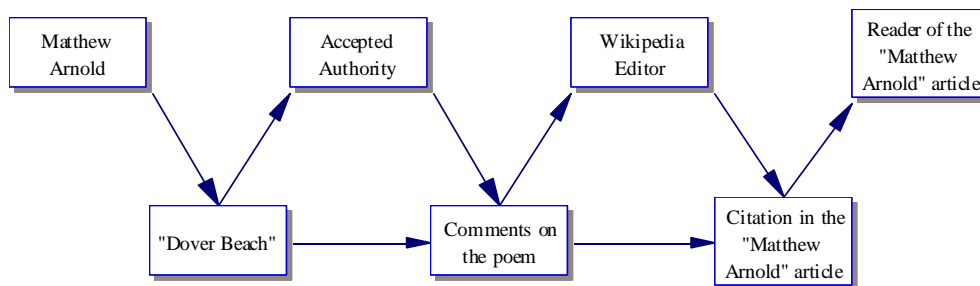 Matthew
Arnold
Accepted
Authority
Wikipedia
Editor
Reader of the
"Matthew
Arnold" article
"Dover Beach"
Comments on
the poem
Citation in the
"Matthew
Arnold" article